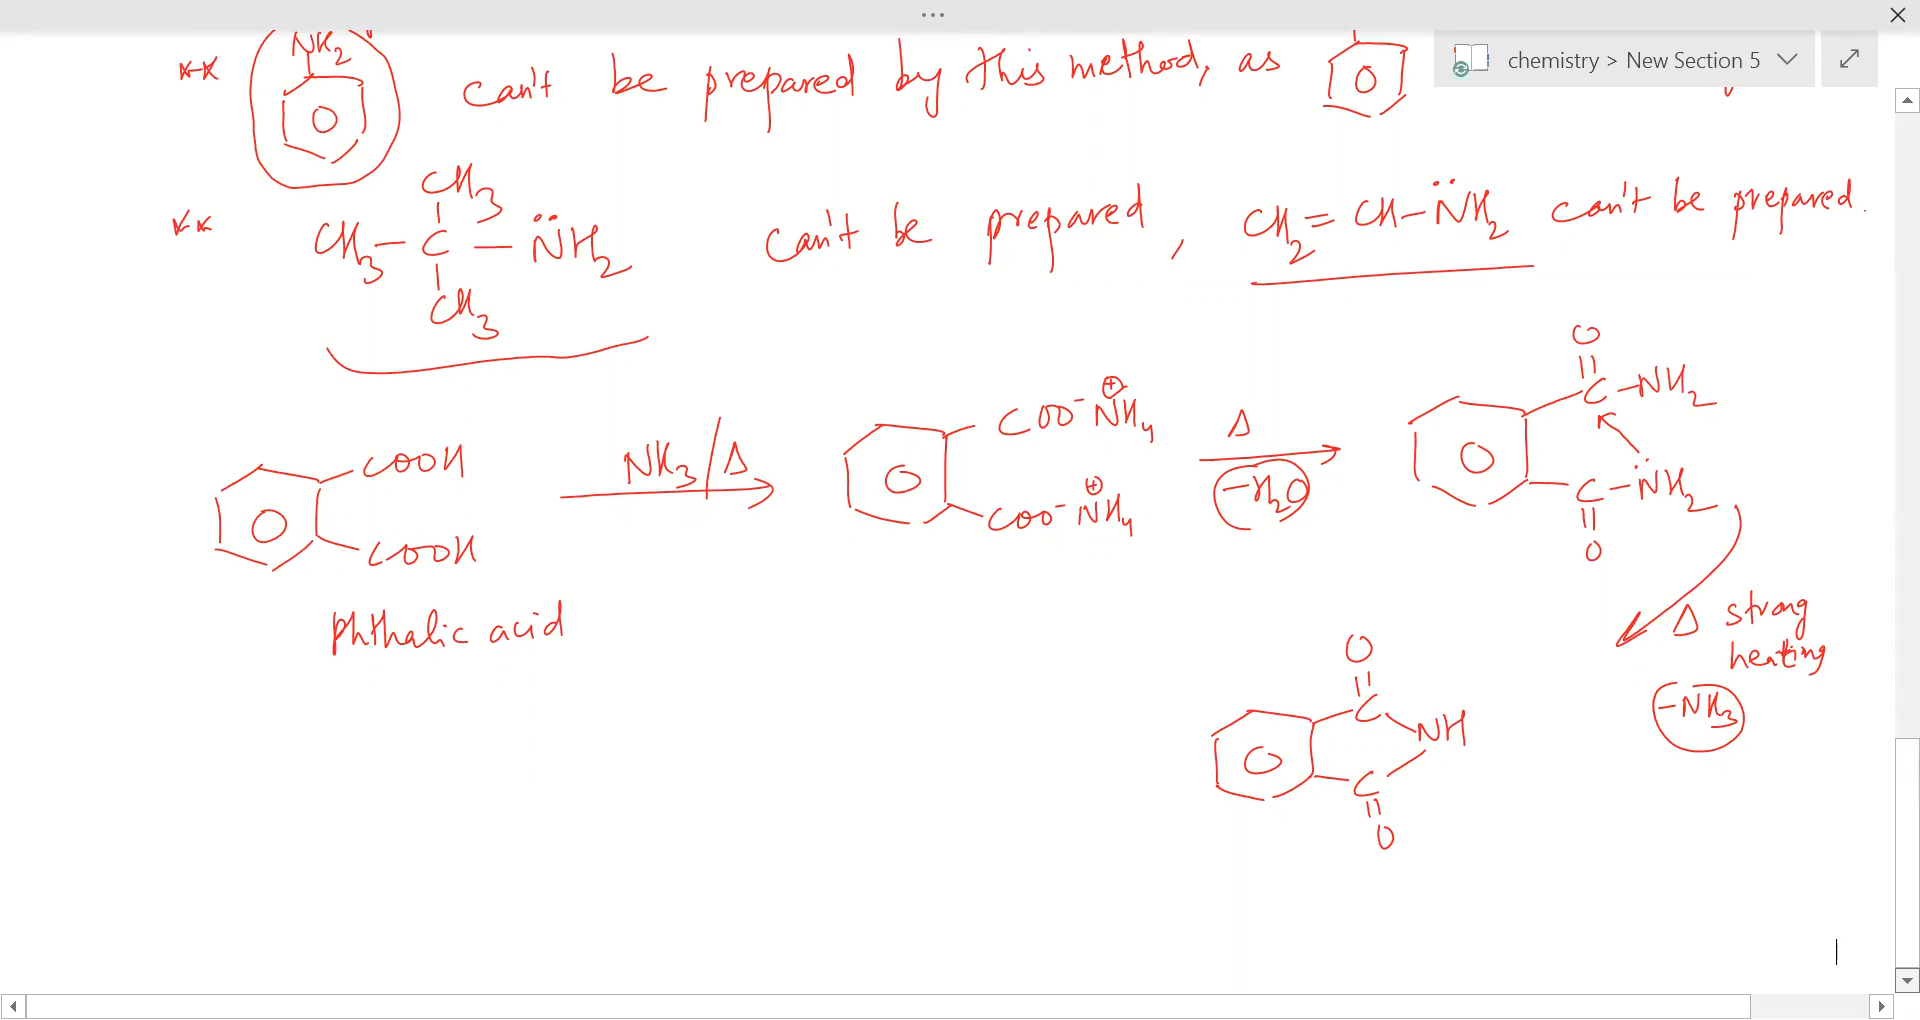 chemistry > New Section 5
** NH2 can't be prepared by this method, as
** CH3 - C - NH2 can't be prepared, CH2 = CH - NH2 can't be prepared.
CH3
CH3
COOH
COOH
NH3/Δ
COO⁻ N⁺H4
COO⁻ N⁺H4
Δ
-H2O
O
C - NH2
C - NH2
O
Phthalic acid
Δ strong
heating
-NH3
O
C
NH
C
O